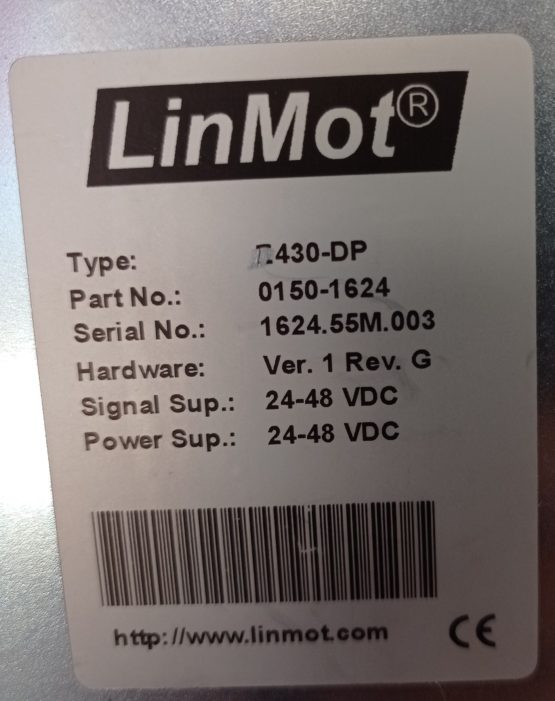 LinMot®
Type: 430-DP
Part No.: 0150-1624
Serial No.: 1624.55M.003
Hardware: Ver. 1 Rev. G
Signal Sup.: 24-48 VDC
Power Sup.: 24-48 VDC
http://www.linmot.com
CE